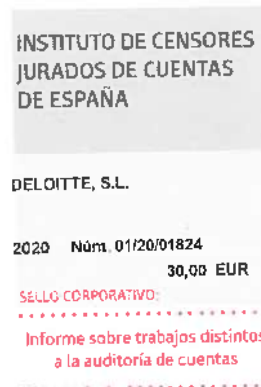 INSTITUTO DE CENSORES
JURADOS DE CUENTAS
DE ESPAÑA
DELOITTE, S.L.
2020 Núm. 01/20/01824
30,00 EUR
SELLO CORPORATIVO:
Informe sobre trabajos distintos
a la auditoría de cuentas